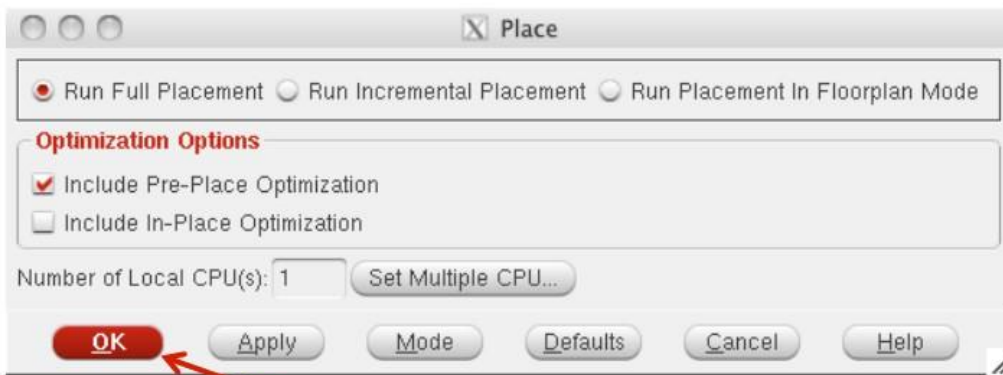 Place
Run Full Placement Run Incremental Placement Run Placement In Floorplan Mode
Optimization Options
Include Pre-Place Optimization
Include In-Place Optimization
Number of Local CPU(s): 1 Set Multiple CPU...
OK Apply Mode Defaults Cancel Help